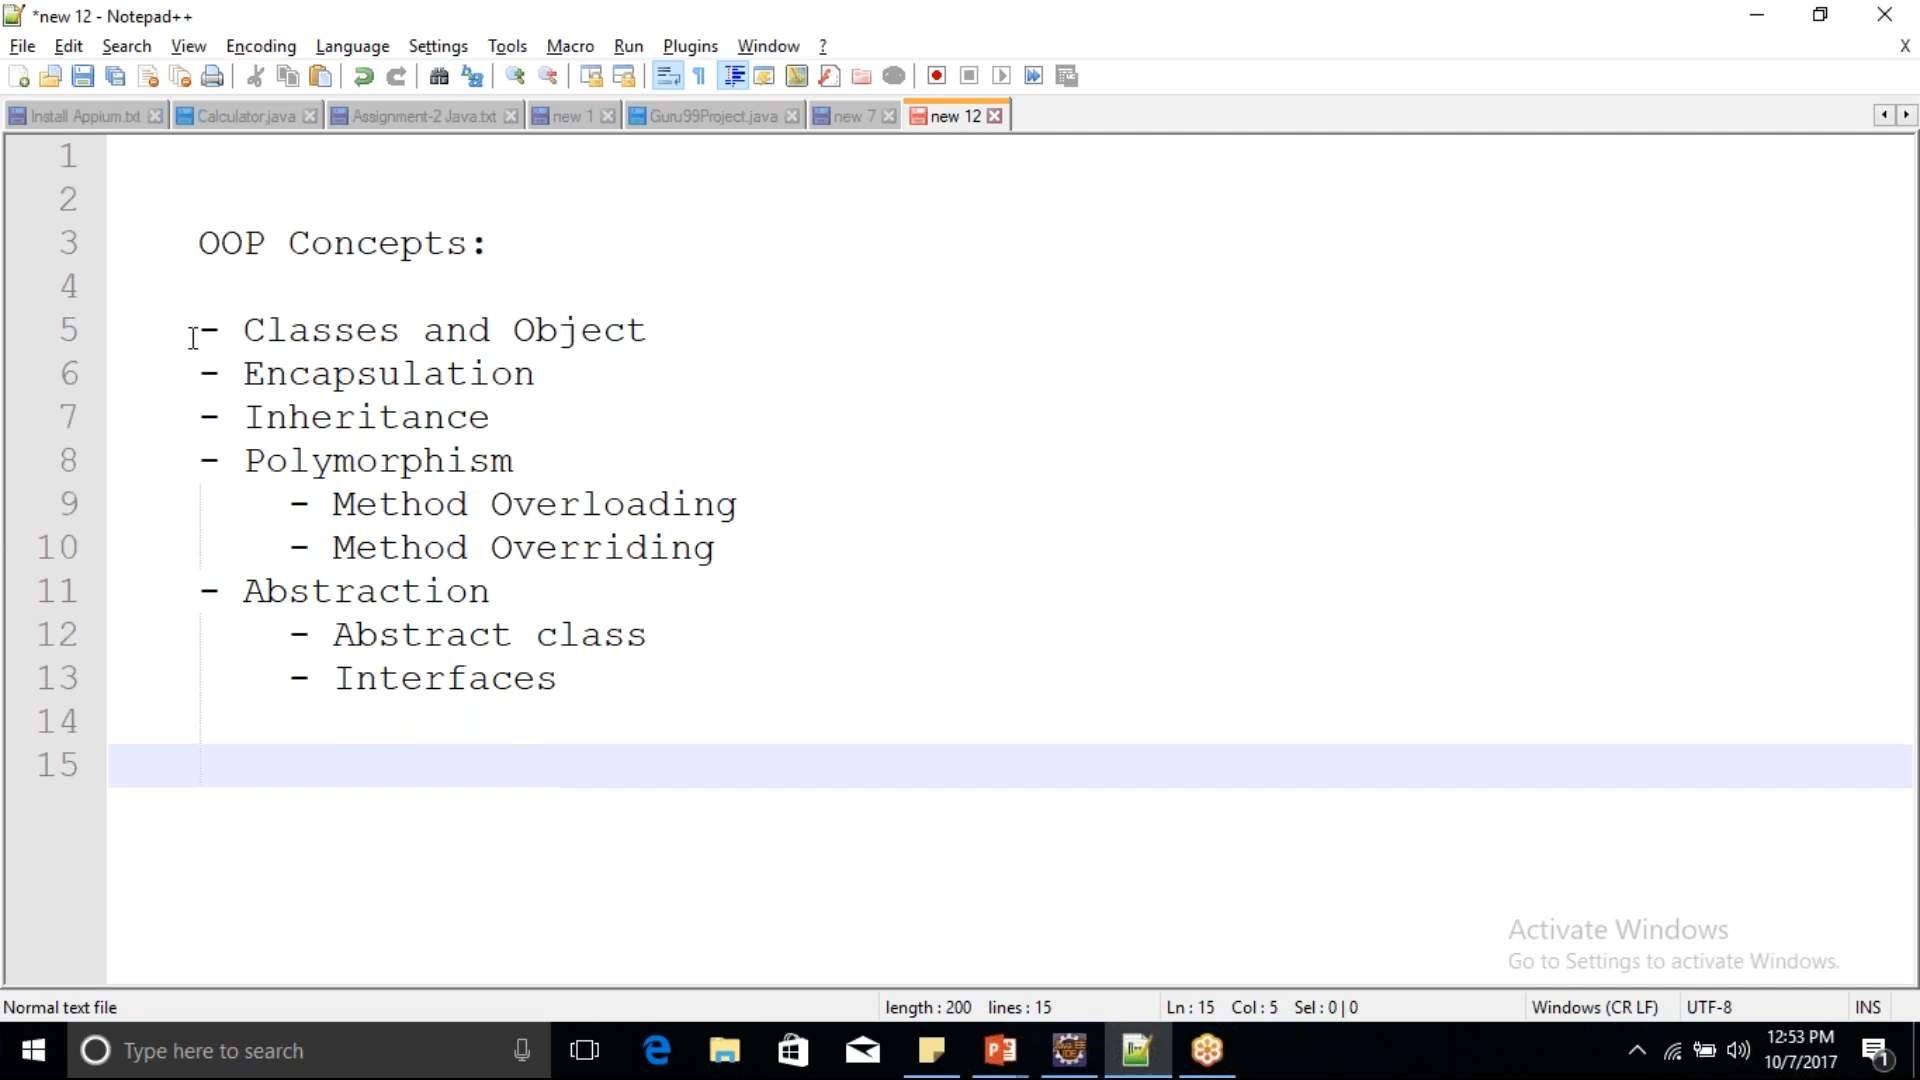 *new 12 - Notepad++
File Edit Search View Encoding Language Settings Tools Macro Run Plugins Window ? X
Install Appium.txt Calculator.java Assignment-2 Java.txt new 1 Guru99Project.java new 7 new 12
1
2
3 OOP Concepts:
4
5 - Classes and Object
6 - Encapsulation
7 - Inheritance
8 - Polymorphism
9 - Method Overloading
10 - Method Overriding
11 - Abstraction
12 - Abstract class
13 - Interfaces
14
15
Activate Windows
Go to Settings to activate Windows.
Normal text file length : 200 lines : 15 Ln : 15 Col : 5 Sel : 0 | 0 Windows (CR LF) UTF-8 INS
Type here to search
12:53 PM
10/7/2017
1